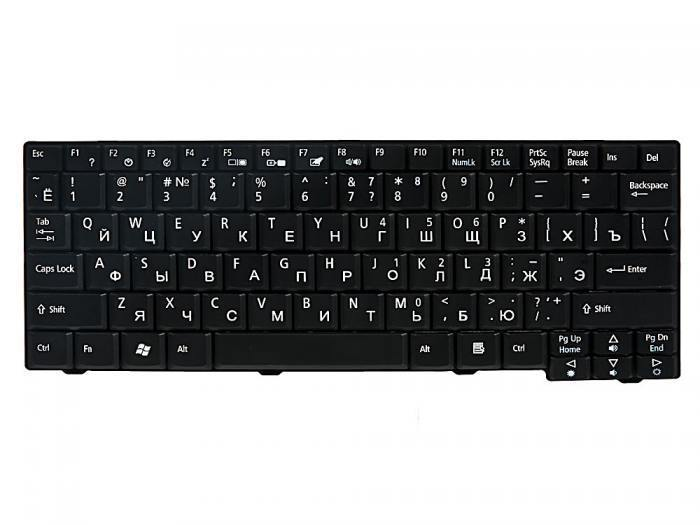 Esc F1 F2 F3 F4 F5 F6 F7 F8 F9 F10 F11 F12 PrtSc Pause Ins Del
? z NumLk Scr Lk SysRq Break
~ ! @ " # № $ ; % ^ : & 7 * 8 ( 9 ) / — + Backspace
` Ё 1 2 3 4 5 6 7 ? 8 9 ( 0 ) - _ = =
Tab Q W E R T Y U 4 I 5 O 6 P * { } | /
Й Ц У К Е Н Г Ш Щ З [ Х ] Ъ \ \
Caps Lock A S D F G H J 1 K 2 L 3 : - " Enter
Ф Ы В А П Р О Л Д ; Ж ' Э
Shift Z X C V B N M 0 < > . ? / + Shift
Я Ч С М И Т Ь , Б . Ю / .
Ctrl Fn Alt Alt Ctrl Pg Up Pg Dn
Home End